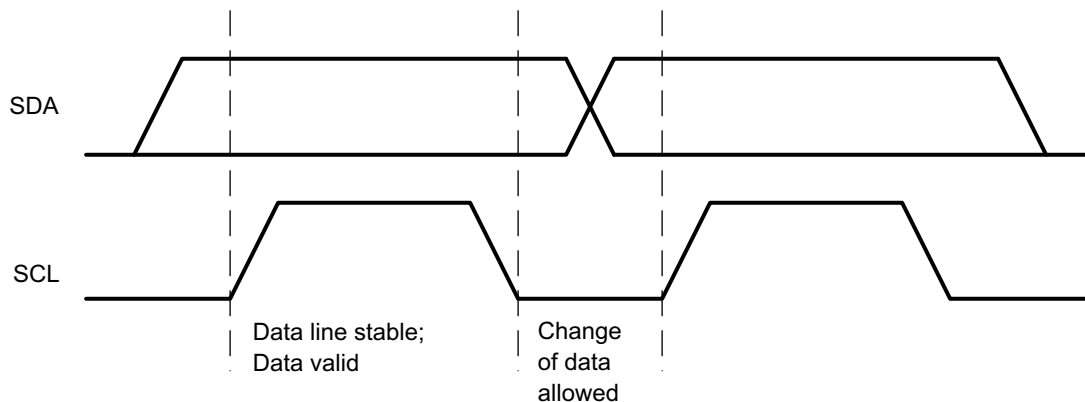 SDA
SCL
Data line stable;
Data valid
Change
of data
allowed